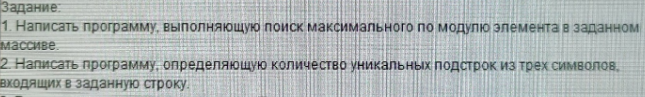 Задание:
1. Написать программу, выполняющую поиск максимального по модулю элемента в заданном
массиве.
2. Написать программу, определяющую количество уникальных подстрок из трех символов,
входящих в заданную строку.